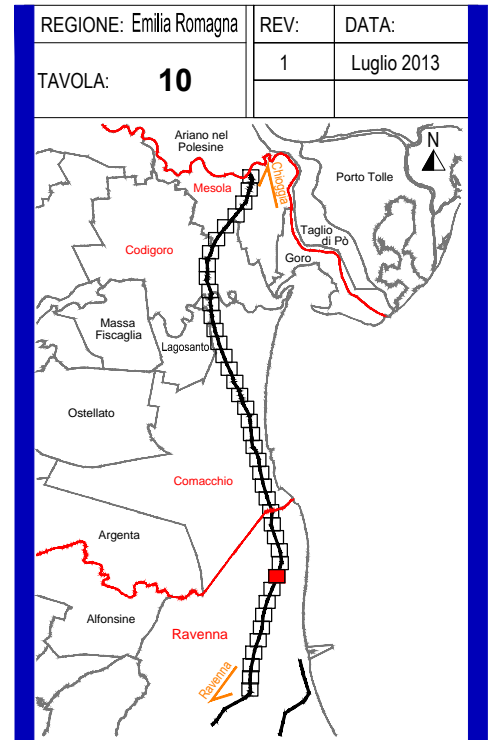 REGIONE: Emilia Romagna
REV:
DATA:
TAVOLA: 10
1
Luglio 2013
Ariano nel
Polesine
N
Mesola
Chioggia
Porto Tolle
Codigoro
Taglio
di Pò
Goro
Massa
Fiscaglia
Lagosanto
Ostellato
Comacchio
Argenta
Alfonsine
Ravenna
Ravenna